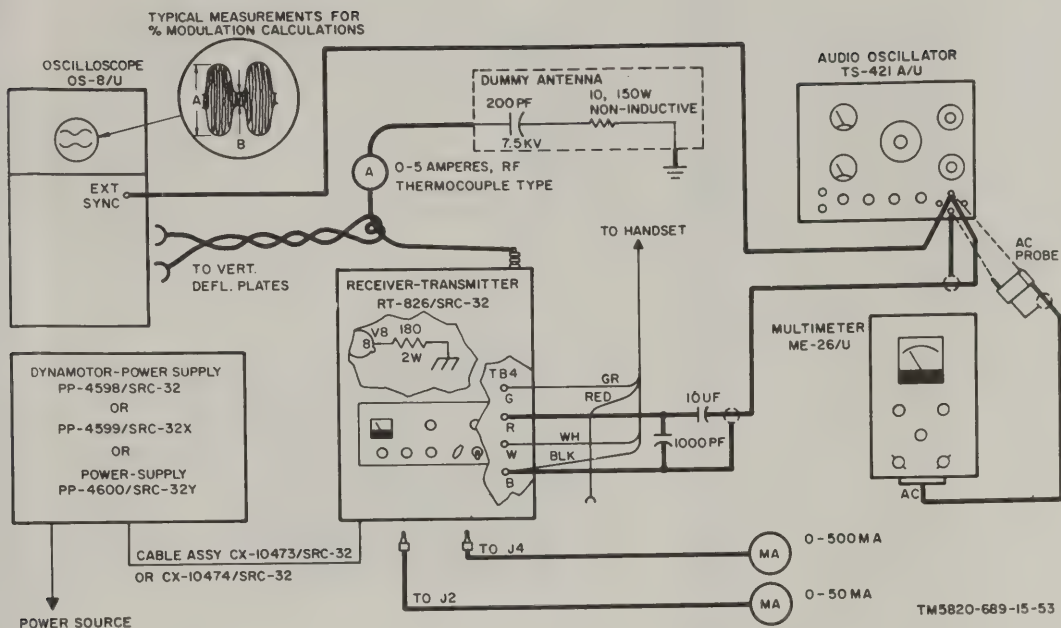 TYPICAL MEASUREMENTS FOR
% MODULATION CALCULATIONS
OSCILLOSCOPE
OS-8/U
A
B
EXT
SYNC
TO VERT.
DEFL. PLATES
A
0-5 AMPERES, RF
THERMOCOUPLE TYPE
DUMMY ANTENNA
200PF
7.5KV
10, 150W
NON-INDUCTIVE
AUDIO OSCILLATOR
TS-421 A/U
AC
PROBE
TO HANDSET
RECEIVER-TRANSMITTER
RT-826/SRC-32
V8
8
180
2W
TB4
G
R
W
B
GR
RED
WH
BLK
10UF
1000PF
MULTIMETER
ME-26/U
AC
DYNAMOTOR-POWER SUPPLY
PP-4598/SRC-32
OR
PP-4599/SRC-32X
OR
POWER-SUPPLY
PP-4600/SRC-32Y
CABLE ASSY CX-10473/SRC-32
OR CX-10474/SRC-32
POWER SOURCE
TO J4
MA
0-500MA
TO J2
MA
0-50MA
TM5820-689-15-53